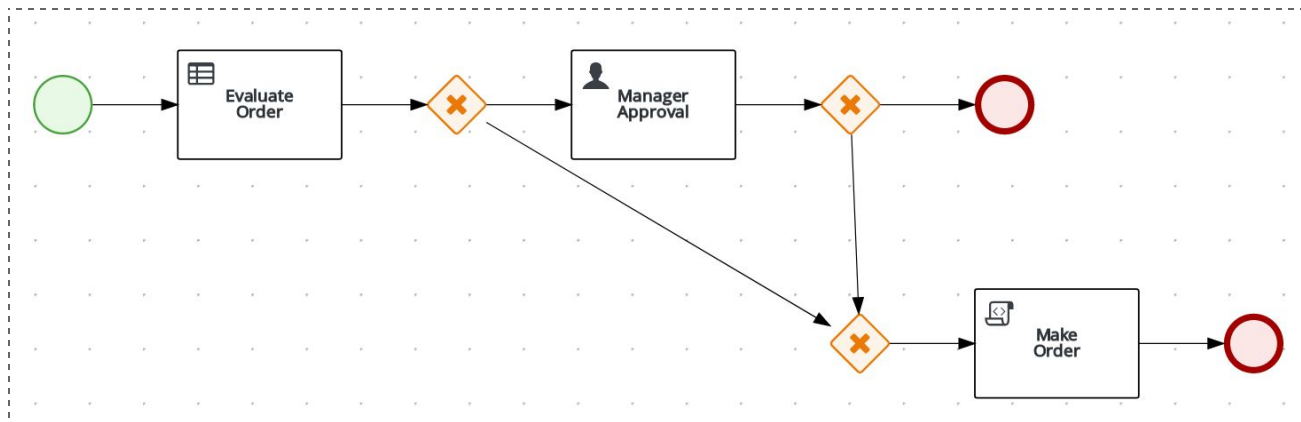 Evaluate
Order
Manager
Approval
Make
Order